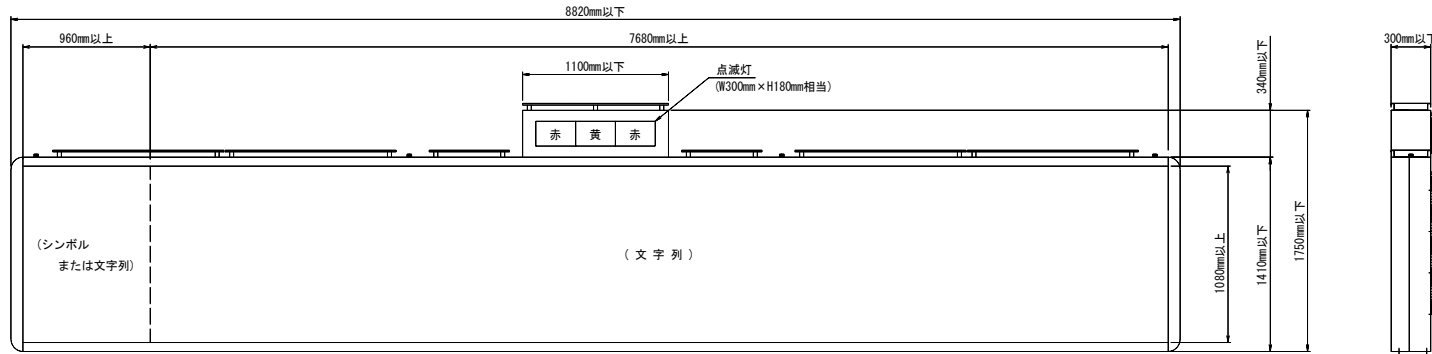 8820mm以下
960mm以上
7680mm以上
300mm以下
1100mm以下
点滅灯
(W300mm×H180mm相当)
340mm以下
赤 黄 赤
(シンボル
または文字列)
( 文 字 列 )
1080mm以上
1410mm以下
1750mm以下